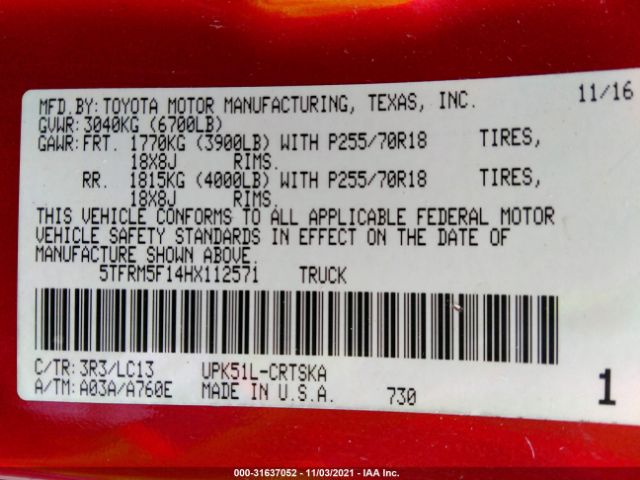 MFD.BY: TOYOTA MOTOR MANUFACTURING, TEXAS, INC. 11/16
GVWR: 3040KG (6700LB)
GAWR: FRT. 1770KG (3900LB) WITH P255/70R18 TIRES,
18X8J RIMS.
RR. 1815KG (4000LB) WITH P255/70R18 TIRES,
18X8J RIMS.
THIS VEHICLE CONFORMS TO ALL APPLICABLE FEDERAL MOTOR
VEHICLE SAFETY STANDARDS IN EFFECT ON THE DATE OF
MANUFACTURE SHOWN ABOVE.
5TFRM5F14HX112571 TRUCK
C/TR: 3R3/LC13 UPK51L-CRTSKA
A/TM: A03A/A760E MADE IN U.S.A. 730 1
000-31637052 - 11/03/2021 - IAA Inc.